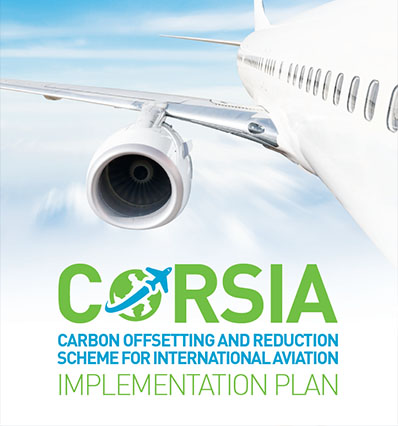 CORSIA
CARBON OFFSETTING AND REDUCTION
SCHEME FOR INTERNATIONAL AVIATION
IMPLEMENTATION PLAN